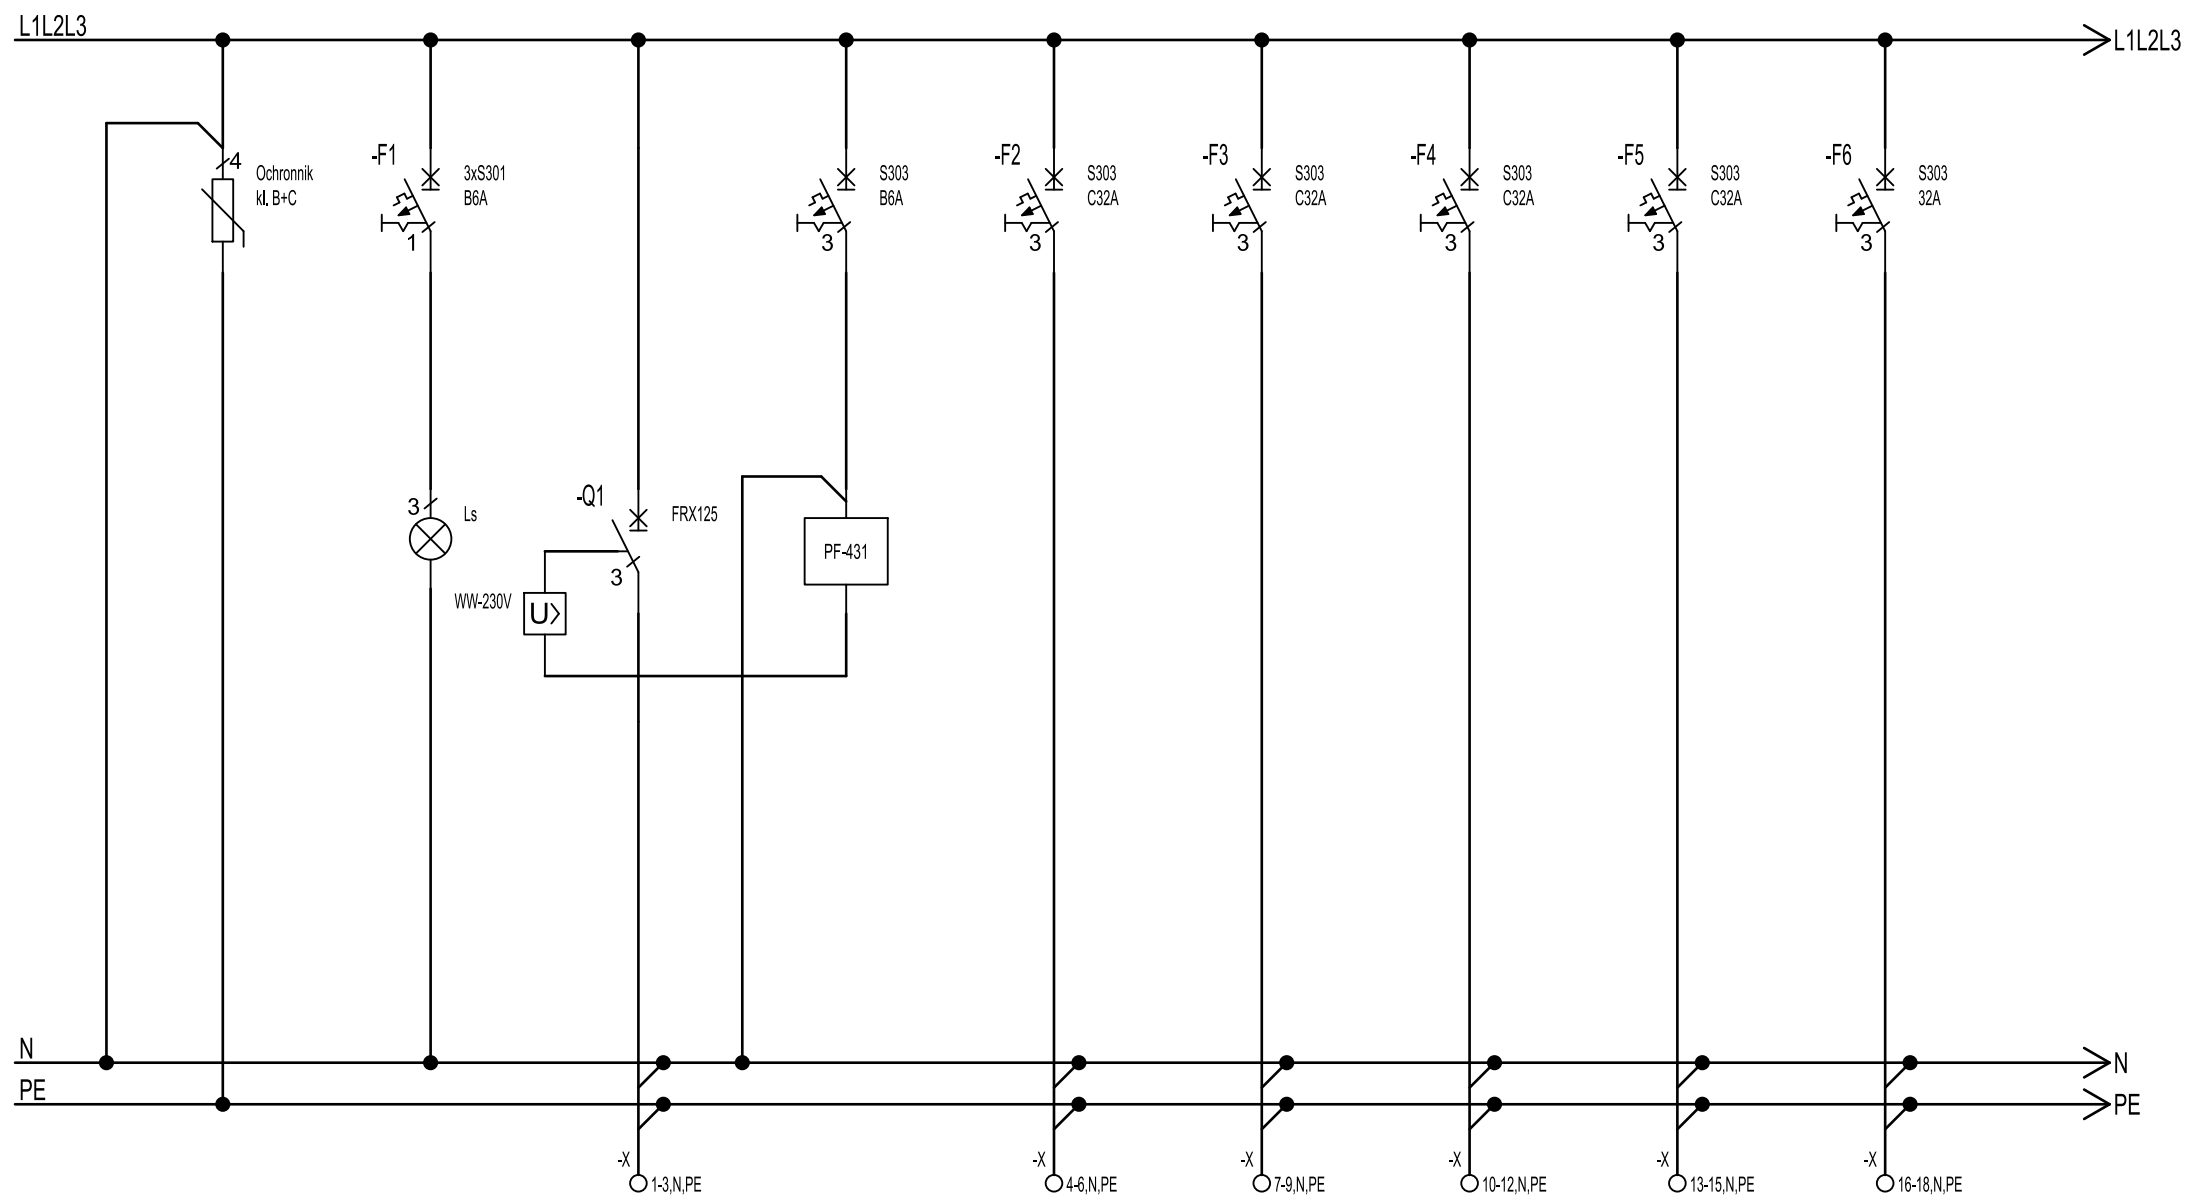 L1L2L3
L1L2L3
4
Ochronnik
kl. B+C
-F1
3xS301
B6A
1
S303
B6A
3
-F2
S303
C32A
3
-F3
S303
C32A
3
-F4
S303
C32A
3
-F5
S303
C32A
3
-F6
S303
32A
3
3
Ls
-Q1
FRX125
3
WW-230V
U>
PF-431
N
N
PE
PE
-X
1-3,N,PE
-X
4-6,N,PE
-X
7-9,N,PE
-X
10-12,N,PE
-X
13-15,N,PE
-X
16-18,N,PE